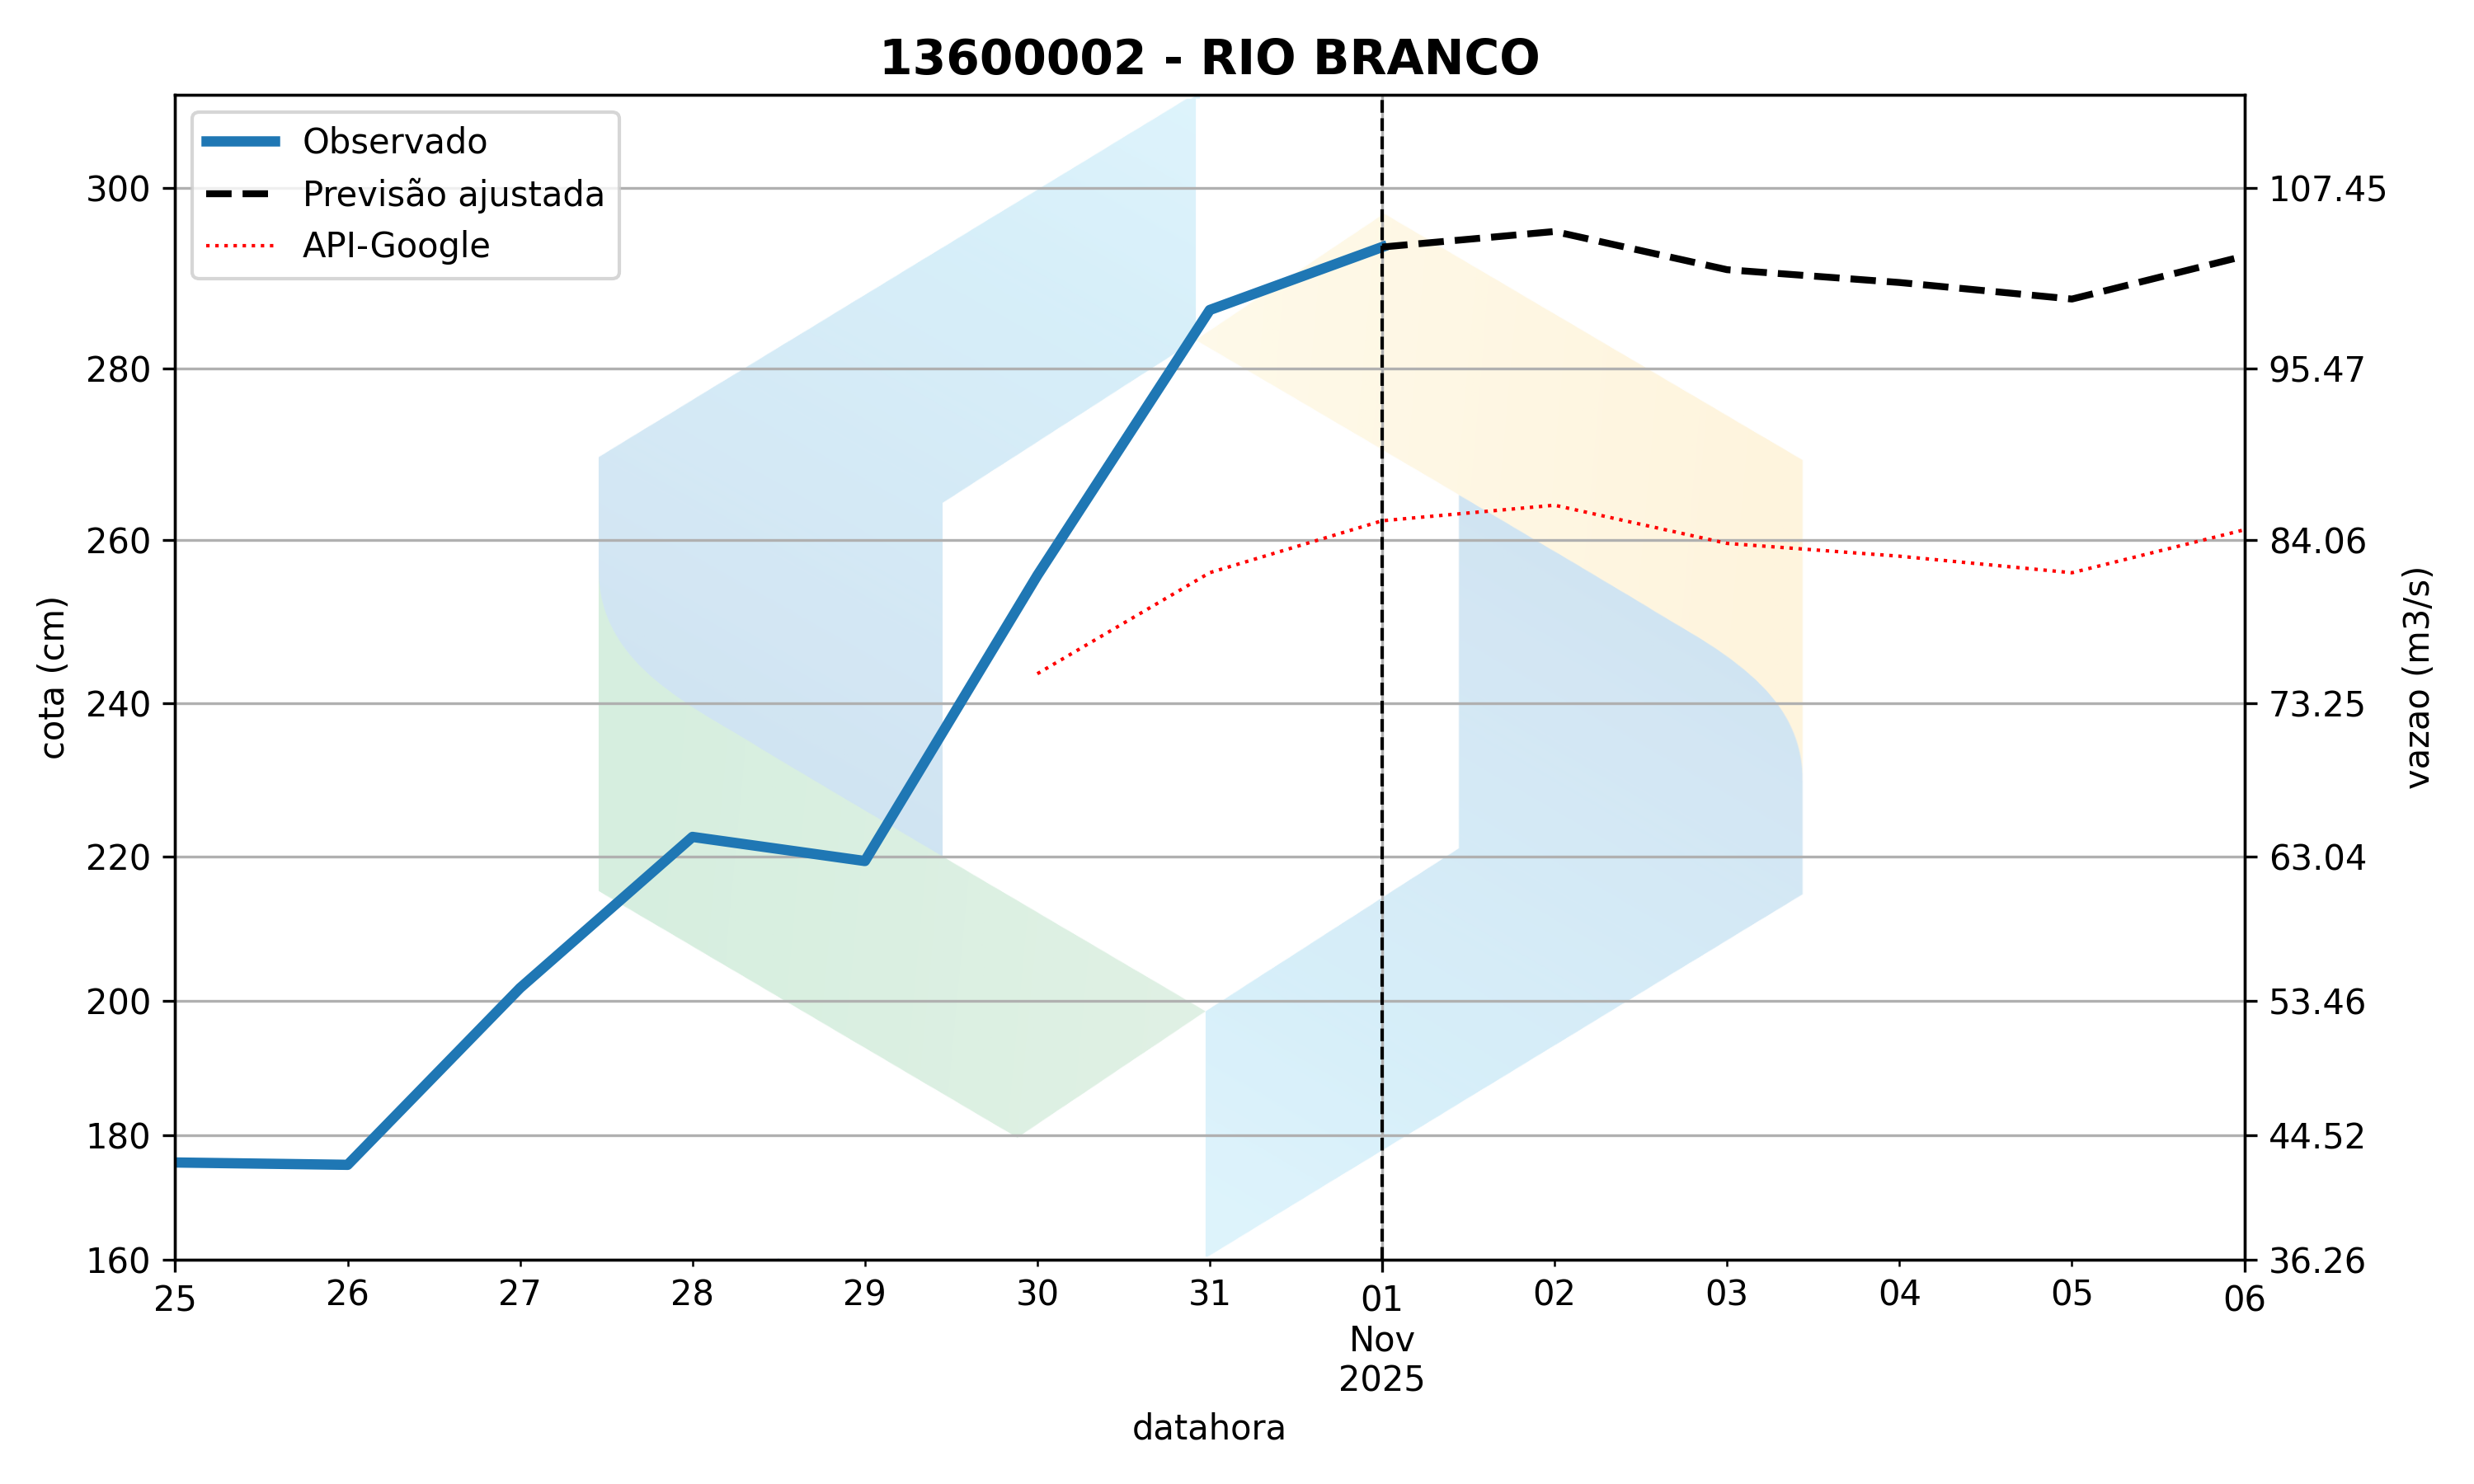 13600002 - RIO BRANCO
Observado
Previsão ajustada
API-Google
300
280
260
240
220
200
180
160
cota (cm)
107.45
95.47
84.06
73.25
63.04
53.46
44.52
36.26
vazao (m3/s)
25 26 27 28 29 30 31 01 02 03 04 05 06
Nov
2025
datahora